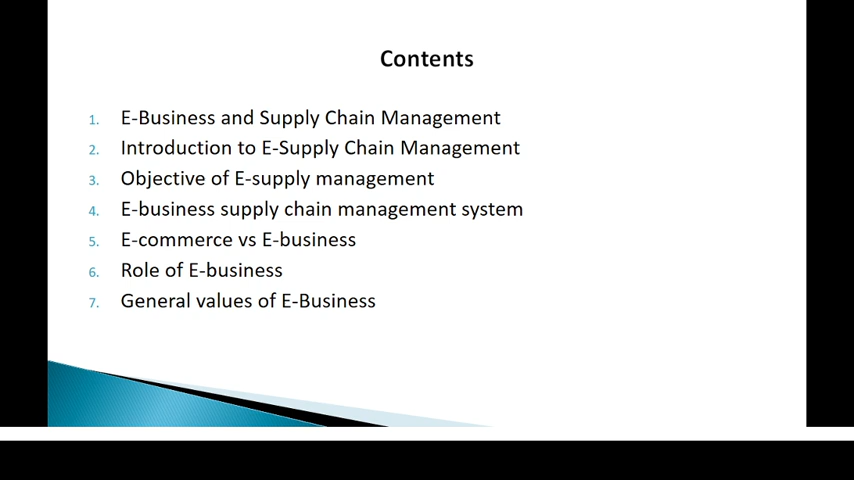 Contents
1. E-Business and Supply Chain Management
2. Introduction to E-Supply Chain Management
3. Objective of E-supply management
4. E-business supply chain management system
5. E-commerce vs E-business
6. Role of E-business
7. General values of E-Business